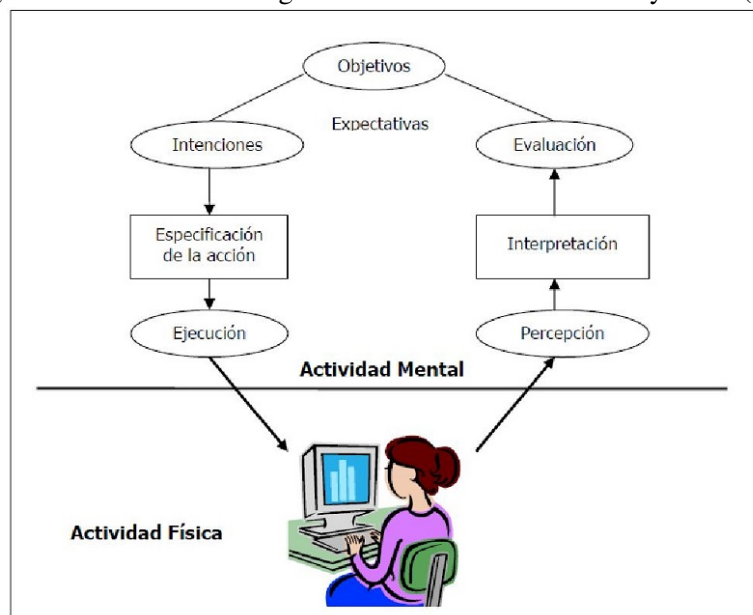 Objetivos
Expectativas
Intenciones
Evaluación
Especificación
de la acción
Interpretación
Ejecución
Percepción
Actividad Mental
Actividad Física